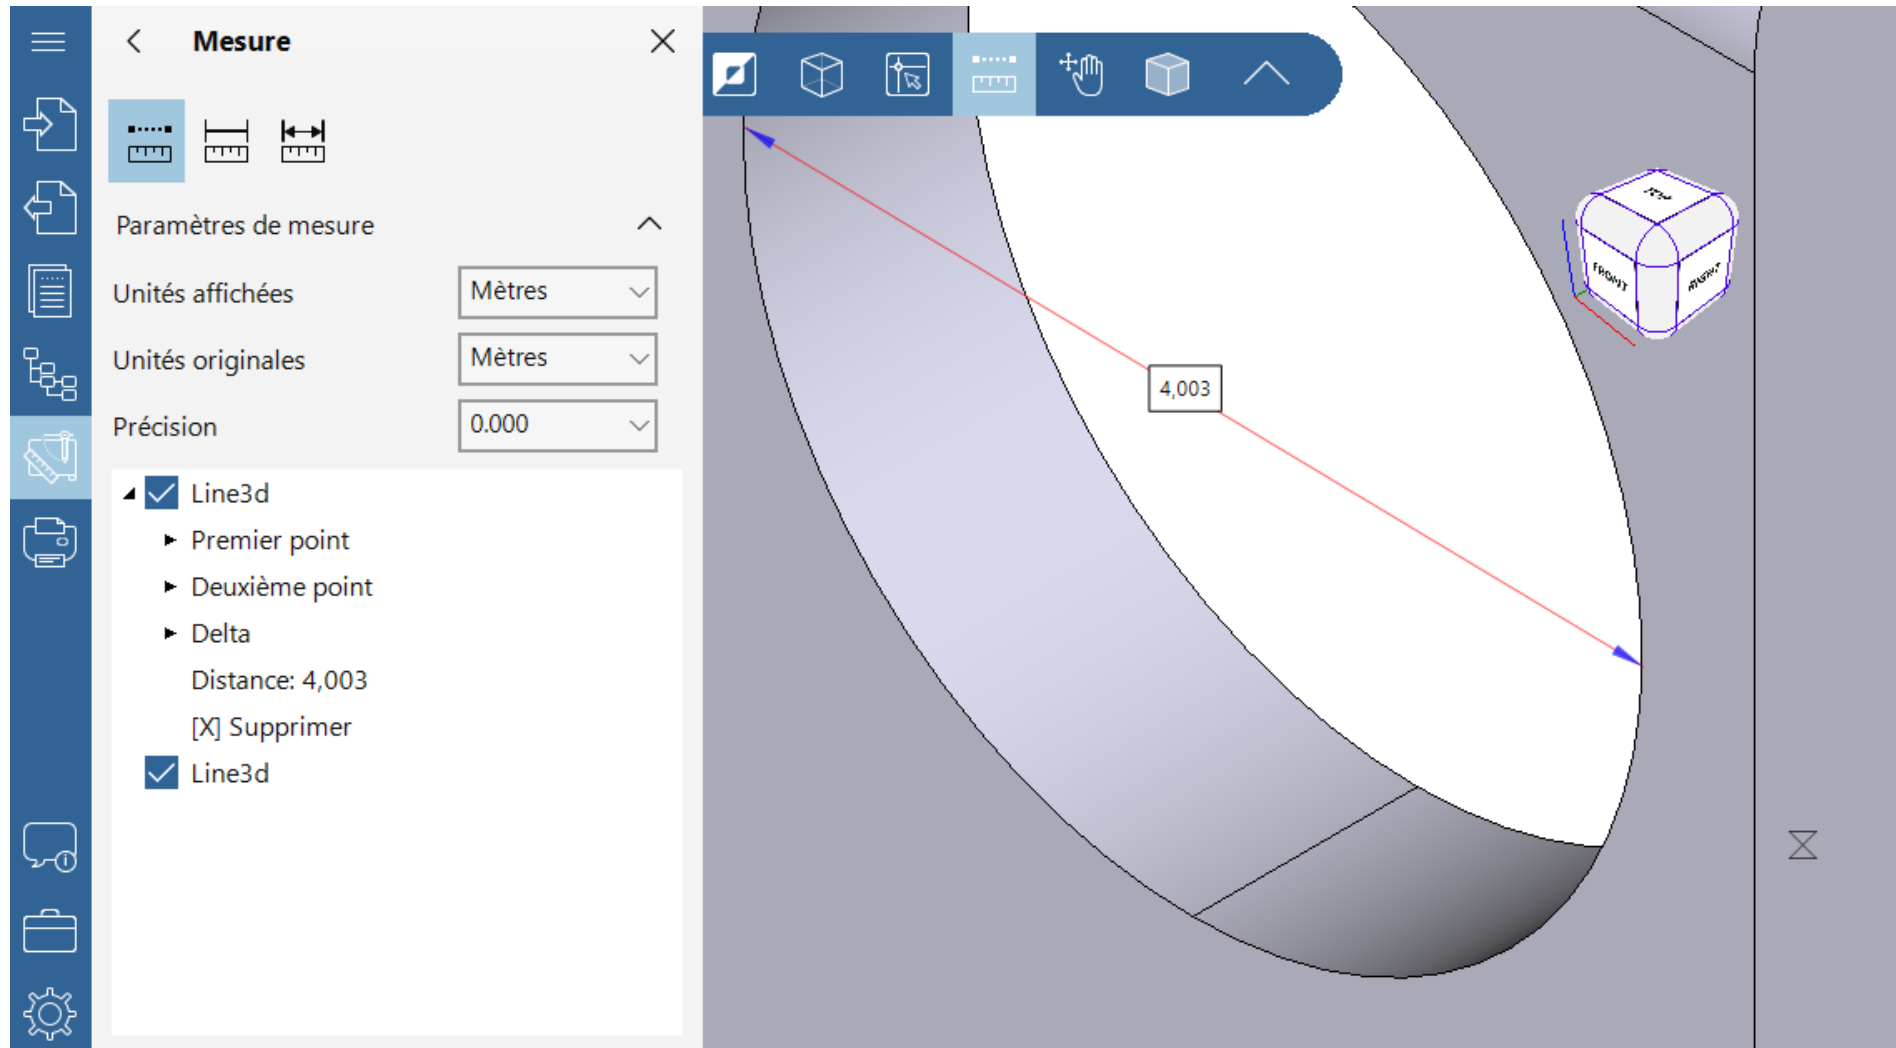 Mesure
Paramètres de mesure
Unités affichées
Mètres
Unités originales
Mètres
Précision
0.000
Line3d
Premier point
Deuxième point
Delta
Distance: 4,003
[X] Supprimer
Line3d
4,003
TOP
FRONT
RIGHT